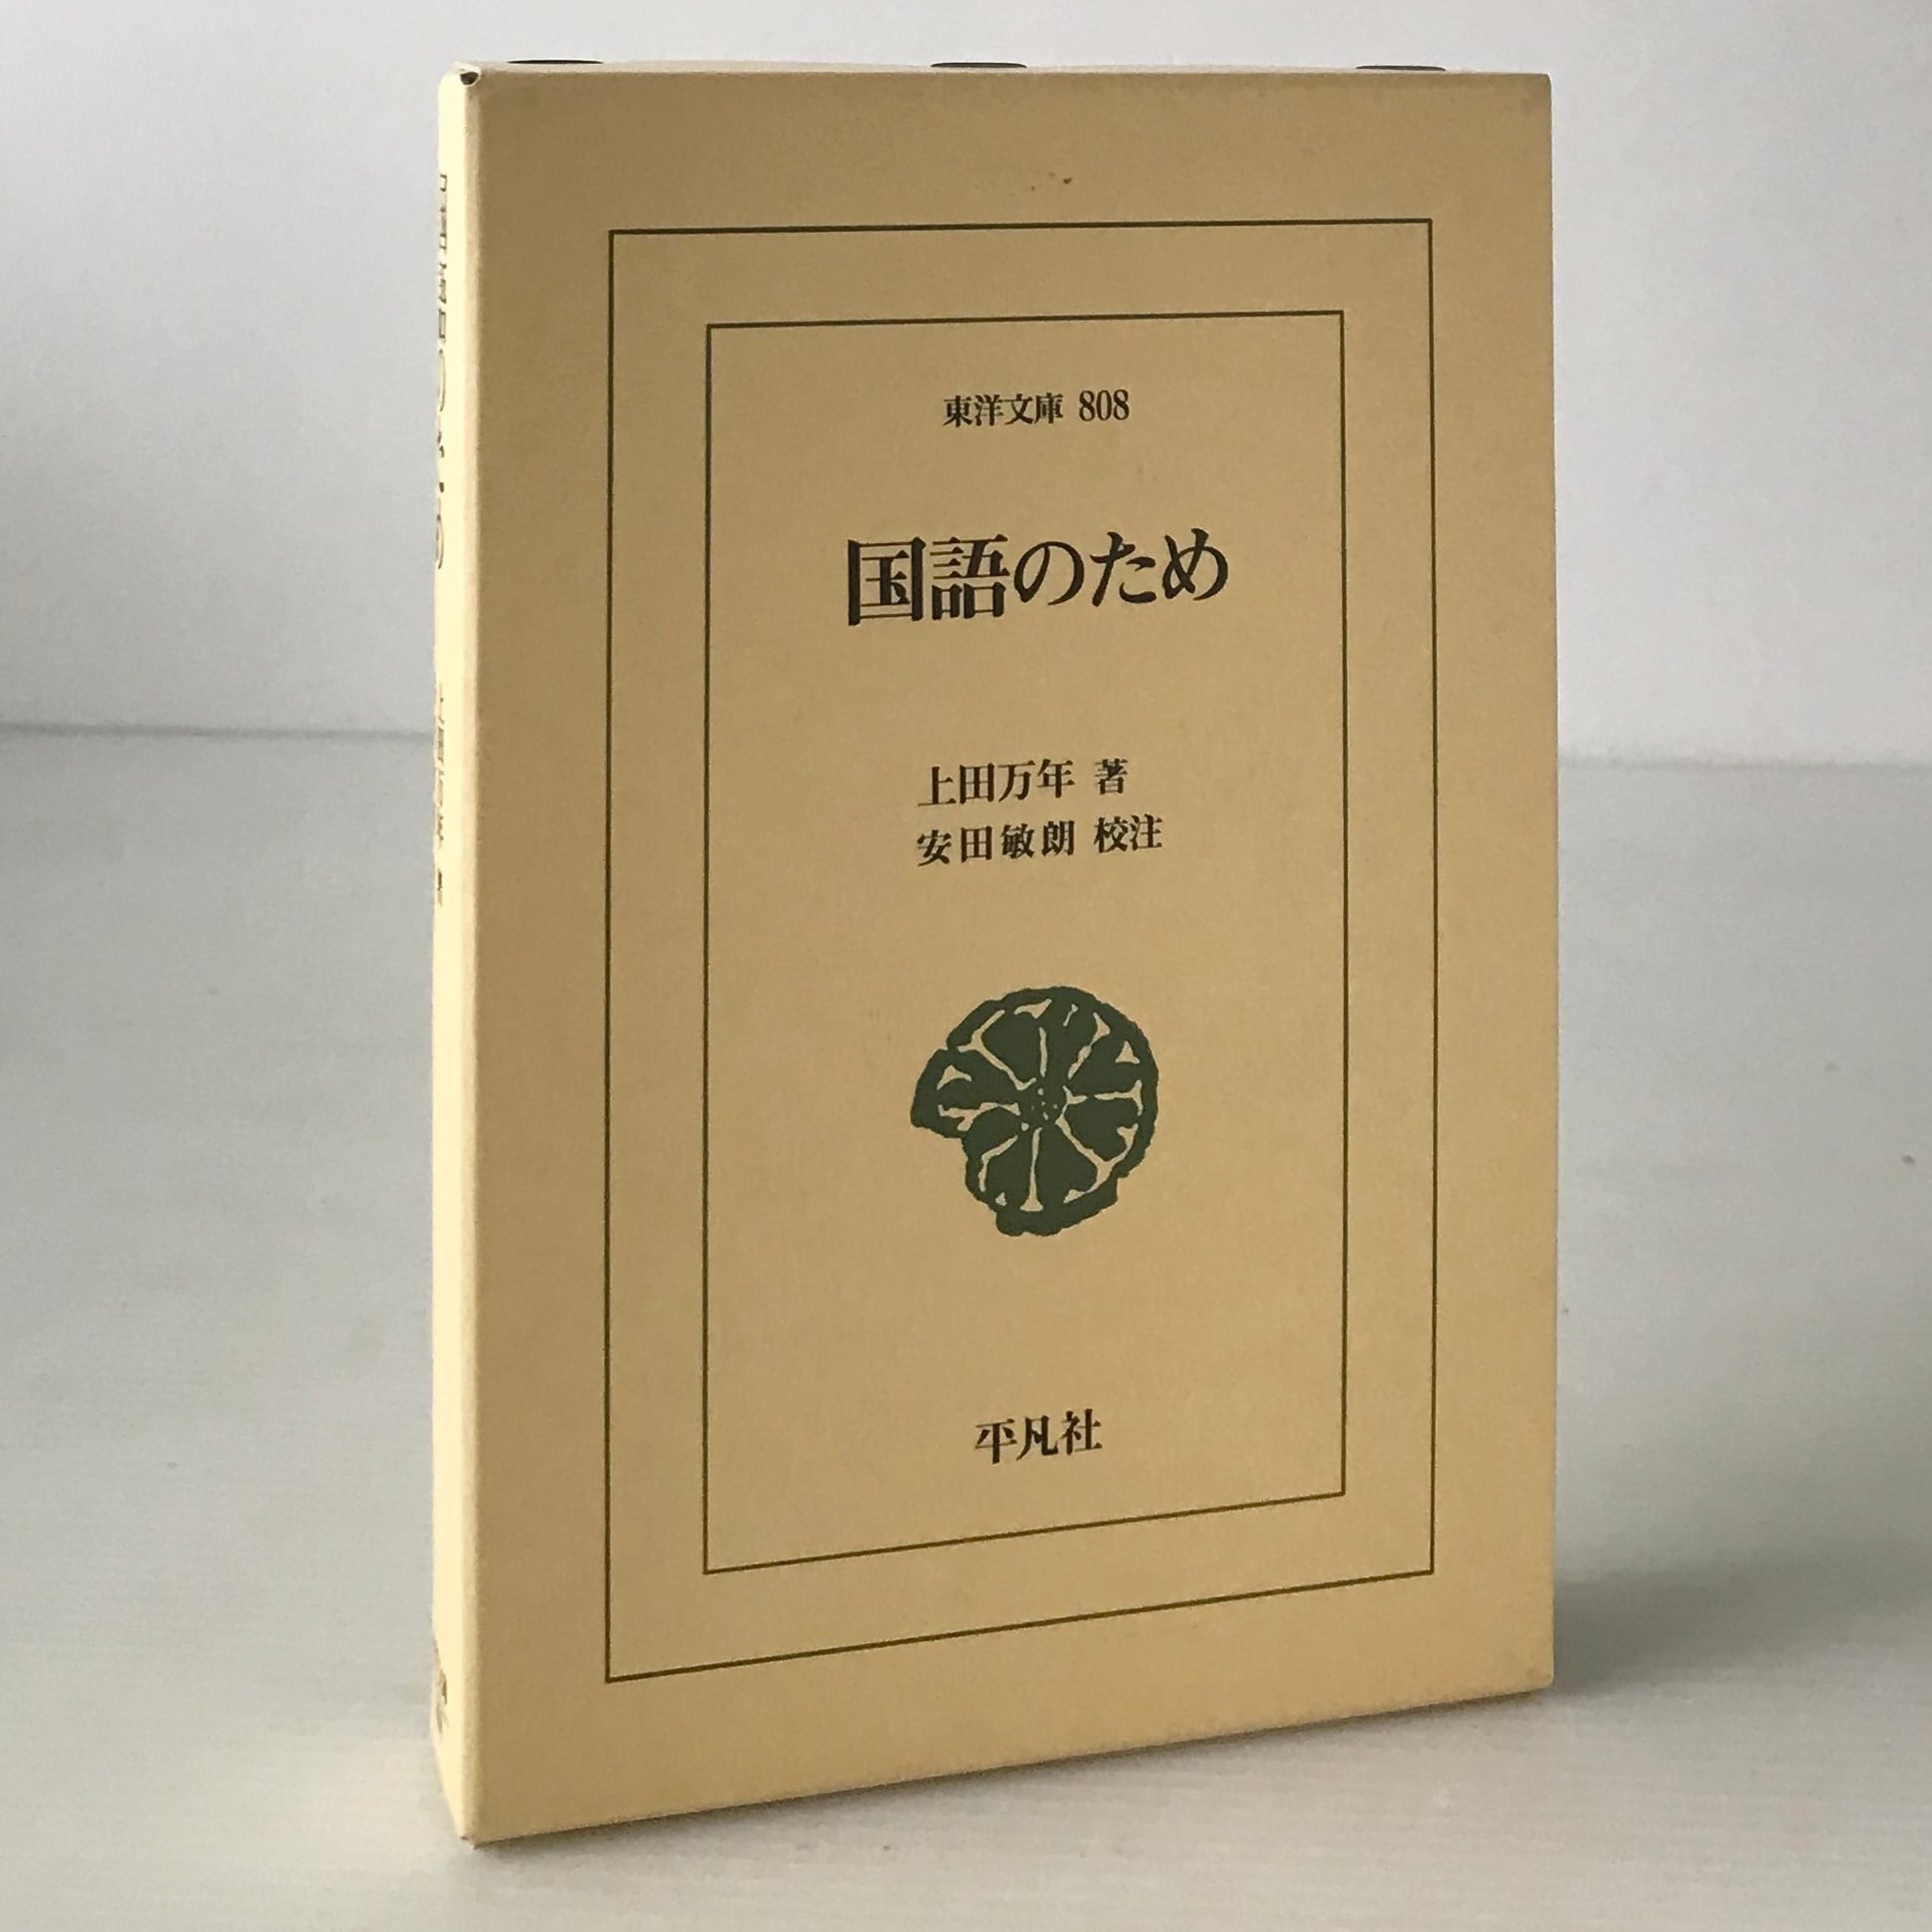 東洋文庫 808
国語のため
上田万年 著
安田敏朗 校注
平凡社